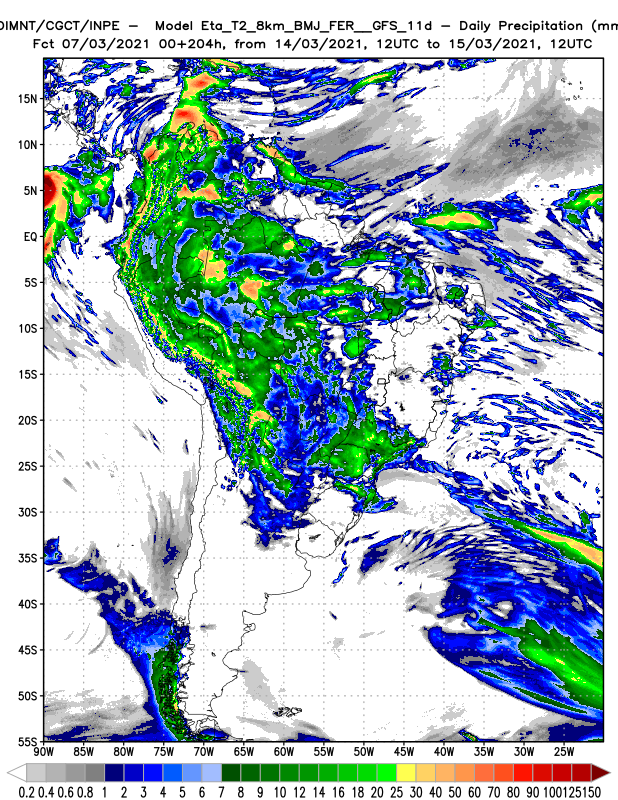 DIMNT/CGCT/INPE – Model Eta_T2_8km_BMJ_FER__GFS_11d – Daily Precipitation (mm
Fct 07/03/2021 00+204h, from 14/03/2021, 12UTC to 15/03/2021, 12UTC
15N
10N
5N
EQ
5S
10S
15S
20S
25S
30S
35S
40S
45S
50S
55S
90W 85W 80W 75W 70W 65W 60W 55W 50W 45W 40W 35W 30W 25W
0.2 0.4 0.6 0.8 1 2 3 4 5 6 7 8 9 10 12 14 16 18 20 25 30 40 50 60 70 80 90 100 125 150